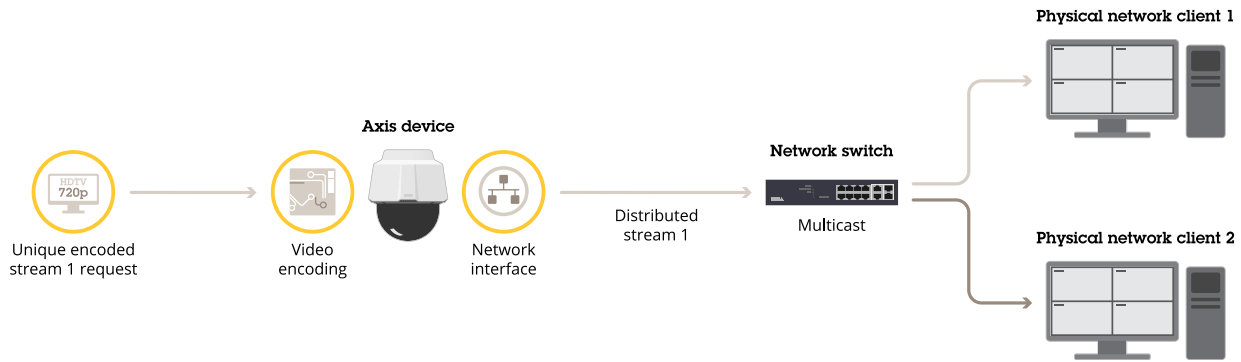 Physical network client 1
Axis device
Network switch
HDTV
720p
Unique encoded
stream 1 request
Video
encoding
Network
interface
Distributed
stream 1
Multicast
Physical network client 2